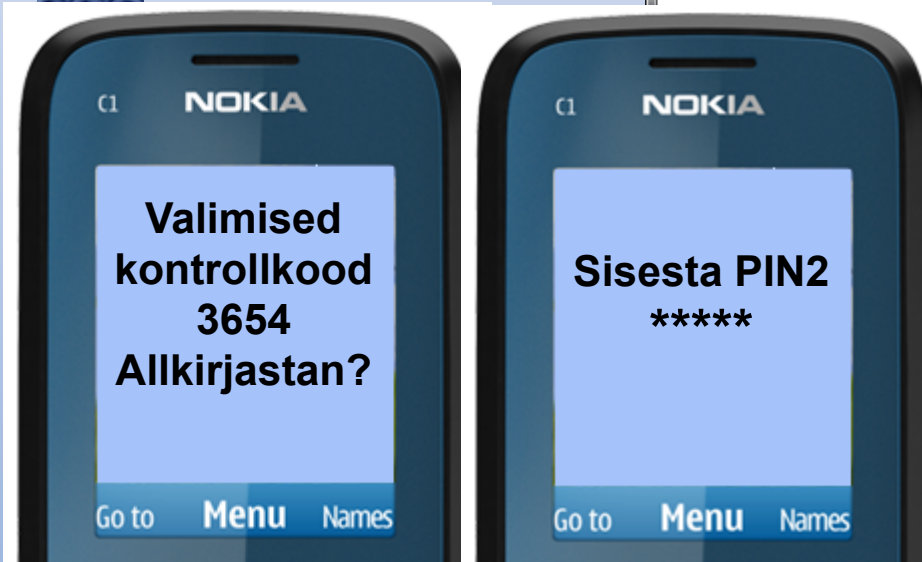 C1 NOKIA
Valimised
kontrollkood
3654
Allkirjastan?
Go to Menu Names
C1 NOKIA
Sisesta PIN2
*****
Go to Menu Names